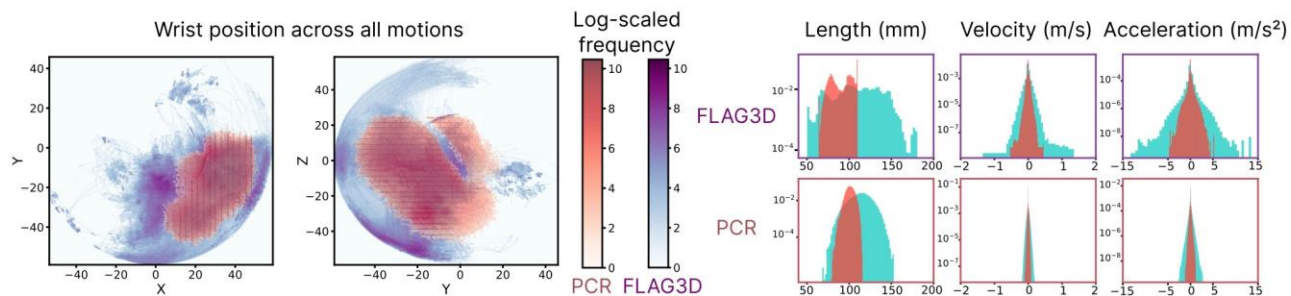 Wrist position across all motions
Log-scaled
frequency
Length (mm) Velocity (m/s) Acceleration (m/s²)
40
20
0
−20
−40
Y
−40 −20 0 20 40
X
40
20
0
−20
−40
Z
−40 −20 0 20 40
Y
10
8
6
4
2
0
PCR
10
8
6
4
2
0
FLAG3D
FLAG3D
10⁻²
10⁻⁴
50 100 150 200
10⁻³
10⁻⁵
10⁻⁷
−2 −1 0 1 2
10⁻⁴
10⁻⁶
10⁻⁸
−15 −5 0 5 15
PCR
10⁻²
10⁻⁴
50 100 150 200
10⁻¹
10⁻³
10⁻⁵
10⁻⁷
−2 −1 0 1 2
10⁻²
10⁻⁴
10⁻⁶
10⁻⁸
−15 −5 0 5 15